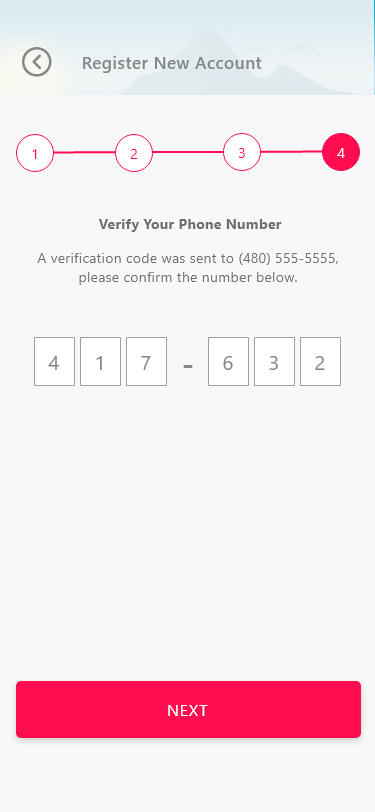 Register New Account
1 2 3 4
Verify Your Phone Number
A verification code was sent to (480) 555-5555,
please confirm the number below.
4 1 7 - 6 3 2
NEXT